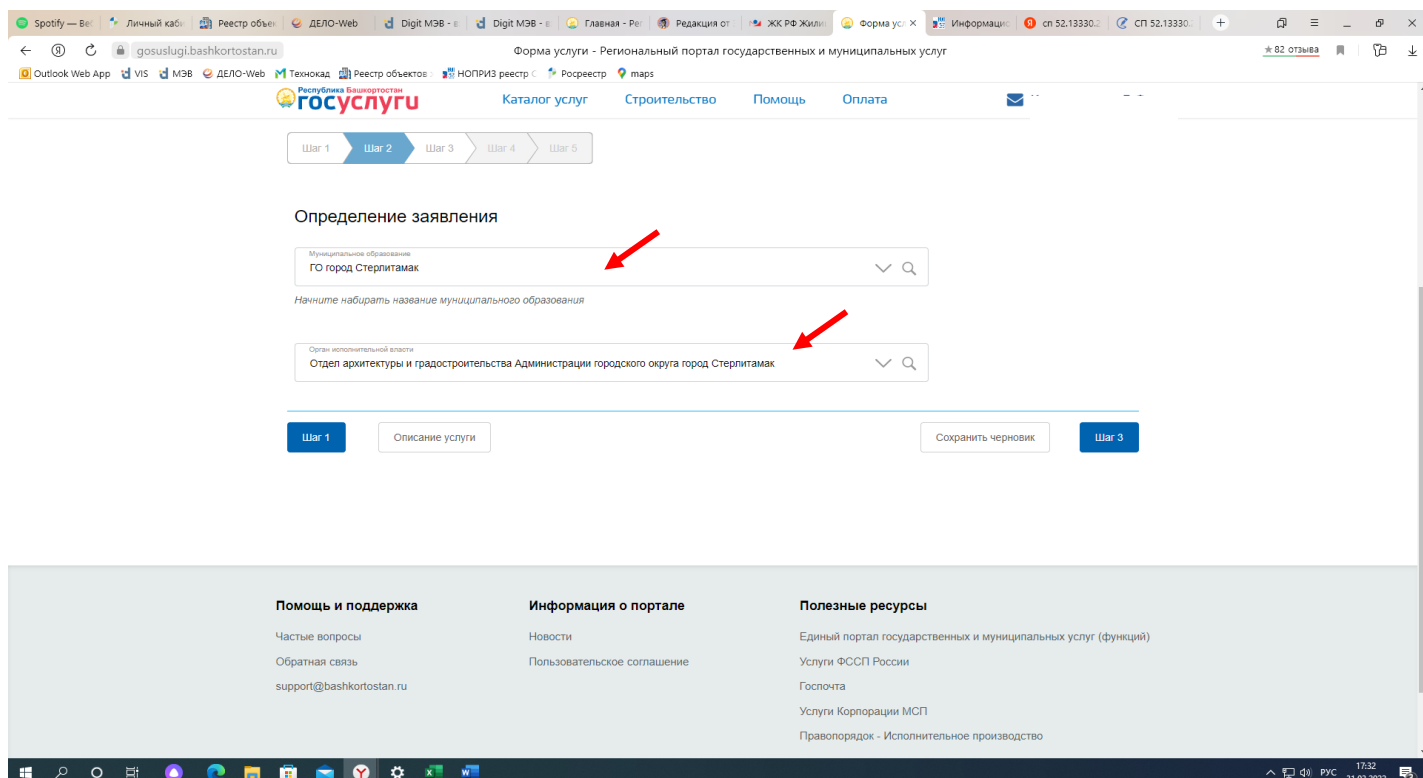 Spotify — Be
Личный каби
Реестр объек
ДЕЛО-Web
Digit МЭВ - в
Digit МЭВ - в
Главная - Рег
Редакция от
ЖК РФ Жили
Форма усл
Информацис
сп 52.13330.2
СП 52.13330.
gosuslugi.bashkortostan.ru
Форма услуги - Региональный портал государственных и муниципальных услуг
★ 82 отзыва
Outlook Web App
VIS
МЭВ
ДЕЛО-Web
Технокад
Реестр объектов
НОПРИЗ реестр С
Росреестр
maps
Республика Башкортостан
госуслуги
Каталог услуг
Строительство
Помощь
Оплата
Шаг 1
Шаг 2
Шаг 3
Шаг 4
Шаг 5
Определение заявления
Муниципальное образование
ГО город Стерлитамак
Начните набирать название муниципального образования
Орган исполнительной власти
Отдел архитектуры и градостроительства Администрации городского округа город Стерлитамак
Шаг 1
Описание услуги
Сохранить черновик
Шаг 3
Помощь и поддержка
Информация о портале
Полезные ресурсы
Частые вопросы
Новости
Единый портал государственных и муниципальных услуг (функций)
Обратная связь
Пользовательское соглашение
Услуги ФССП России
support@bashkortostan.ru
Госпочта
Услуги Корпорации МСП
Правопорядок - Исполнительное производство
РУС
17:32